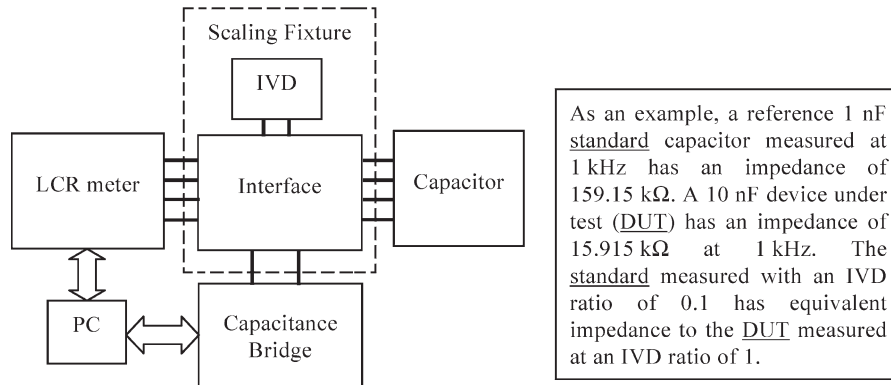 Scaling Fixture
IVD
LCR meter
Interface
Capacitor
PC
Capacitance
Bridge
As an example, a reference 1 nF
standard capacitor measured at
1 kHz has an impedance of
159.15 kΩ. A 10 nF device under
test (DUT) has an impedance of
15.915 kΩ at 1 kHz. The
standard measured with an IVD
ratio of 0.1 has equivalent
impedance to the DUT measured
at an IVD ratio of 1.